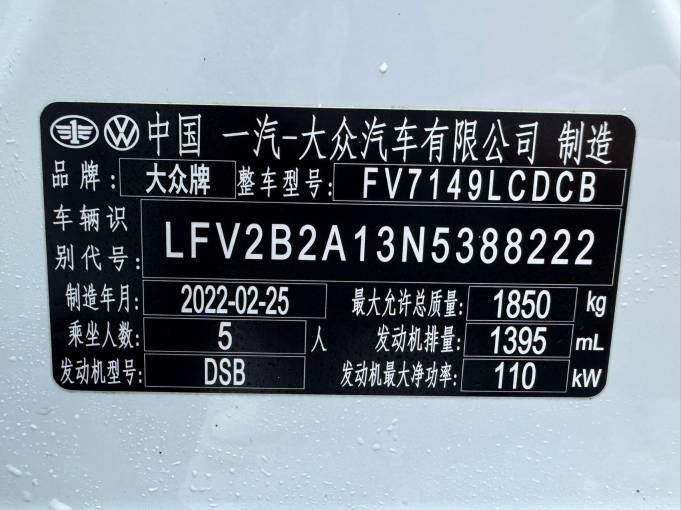 中国 一汽-大众汽车有限公司 制造
品牌: 大众牌 整车型号: FV7149LCDCB
车辆识别代号: LFV2B2A13N5388222
制造年月: 2022-02-25 最大允许总质量: 1850 kg
乘坐人数: 5 人 发动机排量: 1395 mL
发动机型号: DSB 发动机最大净功率: 110 kW